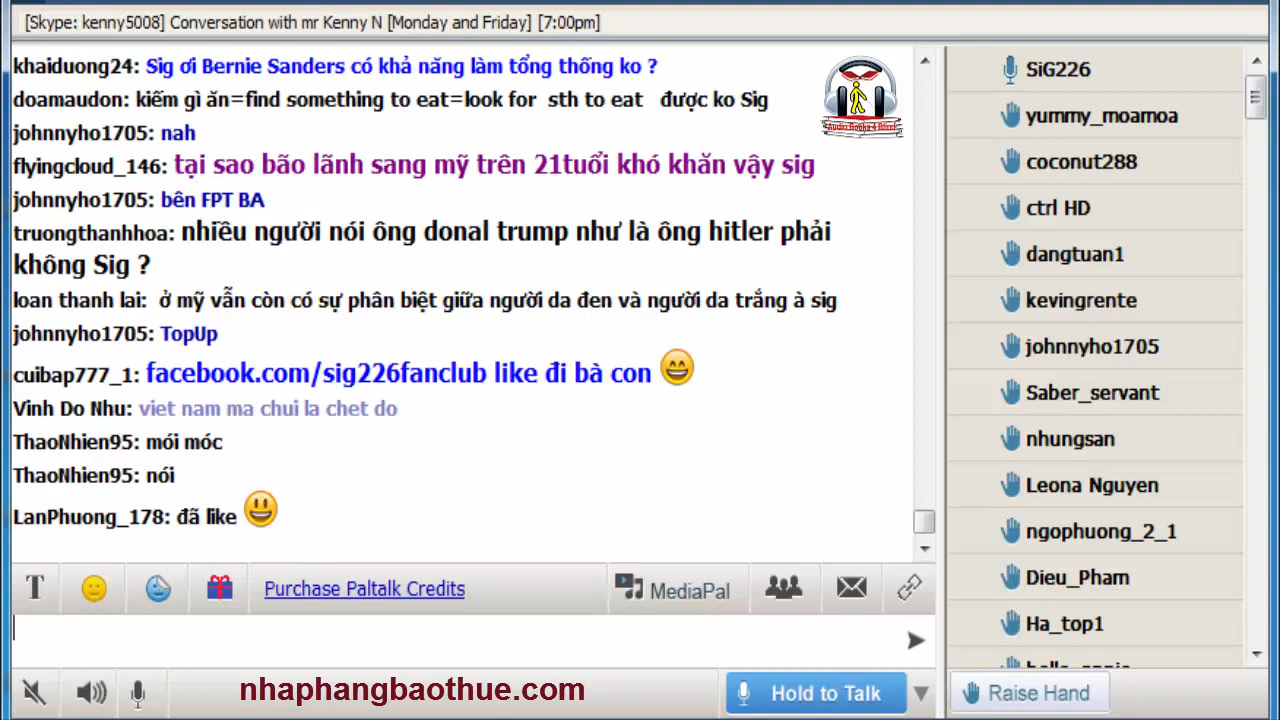 [Skype: kenny5008] Conversation with mr Kenny N [Monday and Friday] [7:00pm]
khaiduong24: Sig ơi Bernie Sanders có khả năng làm tổng thống ko ?
doamaudon: kiếm gì ăn=find something to eat=look for sth to eat được ko Sig
johnnyho1705: nah
flyingcloud_146: tại sao bão lãnh sang mỹ trên 21tuổi khó khăn vậy sig
johnnyho1705: bên FPT BA
truongthanhhoa: nhiều người nói ông donal trump như là ông hitler phải
không Sig ?
loan thanh lai: ở mỹ vẫn còn có sự phân biệt giữa người da đen và người da trắng à sig
johnnyho1705: TopUp
cuibap777_1: facebook.com/sig226fanclub like đi bà con
Vinh Do Nhu: viet nam ma chui la chet do
ThaoNhien95: mói móc
ThaoNhien95: nói
LanPhuong_178: đã like
Audio Books 4 Blind
T
Purchase Paltalk Credits
MediaPal
nhaphangbaothue.com
Hold to Talk
SiG226
yummy_moamoa
coconut288
ctrl HD
dangtuan1
kevingrente
johnnyho1705
Saber_servant
nhungsan
Leona Nguyen
ngophuong_2_1
Dieu_Pham
Ha_top1
Raise Hand